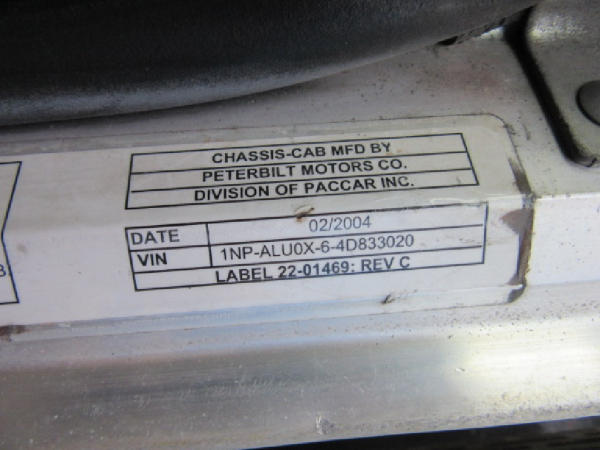 CHASSIS-CAB MFD BY
PETERBILT MOTORS CO.
DIVISION OF PACCAR INC.
DATE 02/2004
VIN 1NP-ALU0X-6-4D833020
LABEL 22-01469: REV C
B